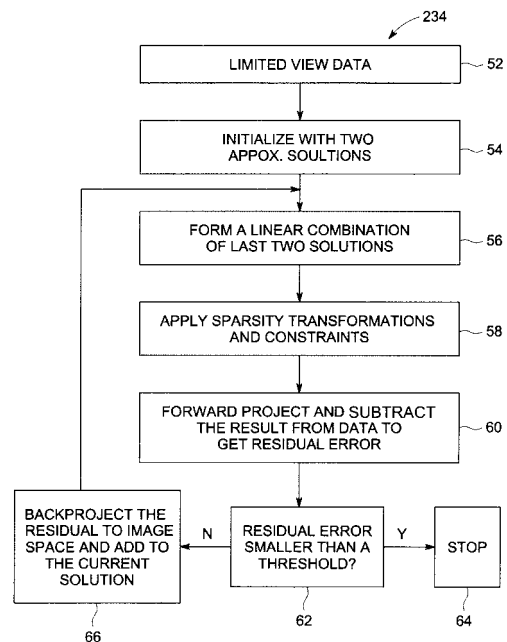 234
LIMITED VIEW DATA
52
INITIALIZE WITH TWO
APPOX. SOULTIONS
54
FORM A LINEAR COMBINATION
OF LAST TWO SOLUTIONS
56
APPLY SPARSITY TRANSFORMATIONS
AND CONSTRAINTS
58
FORWARD PROJECT AND SUBTRACT
THE RESULT FROM DATA TO
GET RESIDUAL ERROR
60
BACKPROJECT THE
RESIDUAL TO IMAGE
SPACE AND ADD TO
THE CURRENT
SOLUTION
66
N
RESIDUAL ERROR
SMALLER THAN A
THRESHOLD?
62
Y
STOP
64